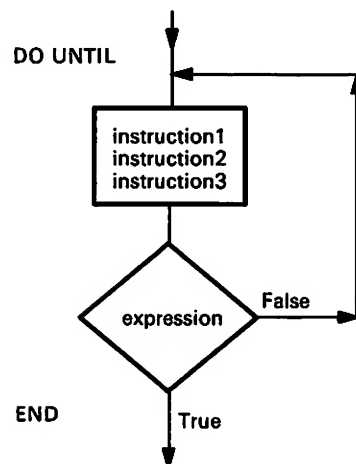 DO UNTIL
instruction1
instruction2
instruction3
expression
False
END
True